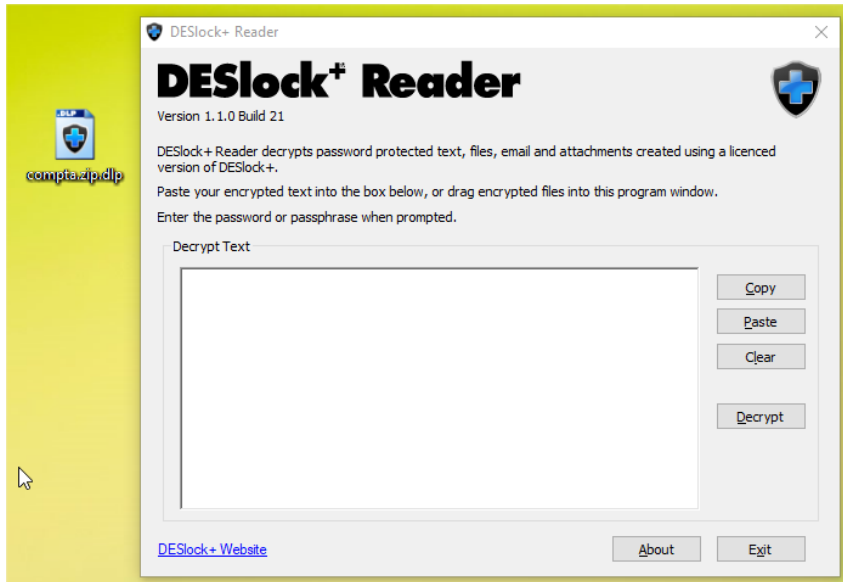 DESlock+ Reader
DESlock+ Reader
Version 1.1.0 Build 21
.DLP
compta.zip.dlp
DESlock+ Reader decrypts password protected text, files, email and attachments created using a licenced
version of DESlock+.
Paste your encrypted text into the box below, or drag encrypted files into this program window.
Enter the password or passphrase when prompted.
Decrypt Text
Copy
Paste
Clear
Decrypt
DESlock+ Website
About
Exit